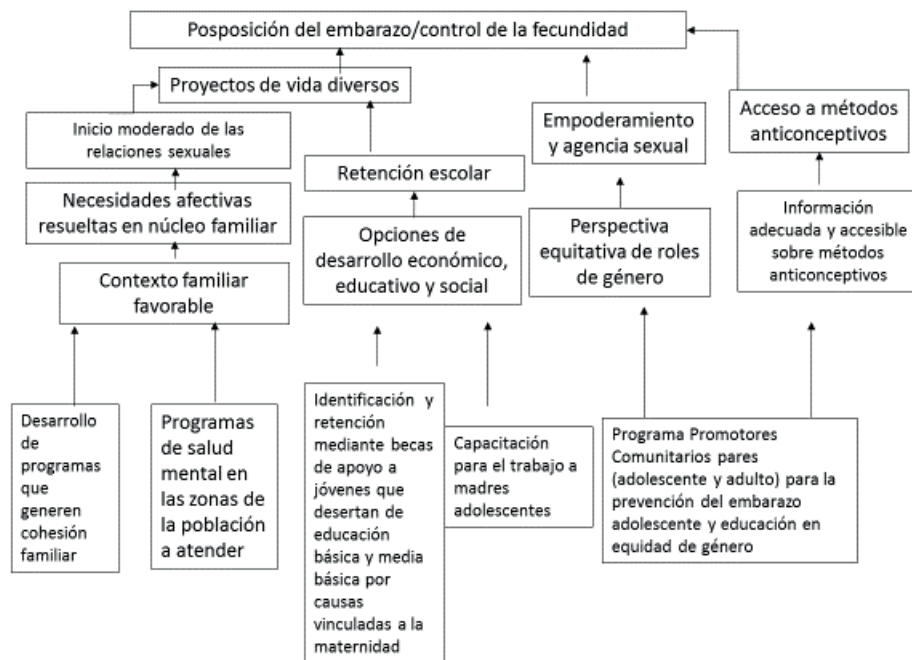 Posposición del embarazo/control de la fecundidad
Proyectos de vida diversos
Inicio moderado de las
relaciones sexuales
Necesidades afectivas
resueltas en núcleo familiar
Contexto familiar
favorable
Retención escolar
Opciones de
desarrollo económico,
educativo y social
Empoderamiento
y agencia sexual
Perspectiva
equitativa de roles
de género
Acceso a métodos
anticonceptivos
Información
adecuada y accesible
sobre métodos
anticonceptivos
Desarrollo
de
programas
que
generen
cohesión
familiar
Programas
de salud
mental en
las zonas de
la población
a atender
Identificación y
retención
mediante becas
de apoyo a
jóvenes que
desertan de
educación
básica y media
básica por
causas
vinculadas a la
maternidad
Capacitación
para el trabajo a
madres
adolescentes
Programa Promotores
Comunitarios pares
(adolescente y adulto) para la
prevención del embarazo
adolescente y educación en
equidad de género